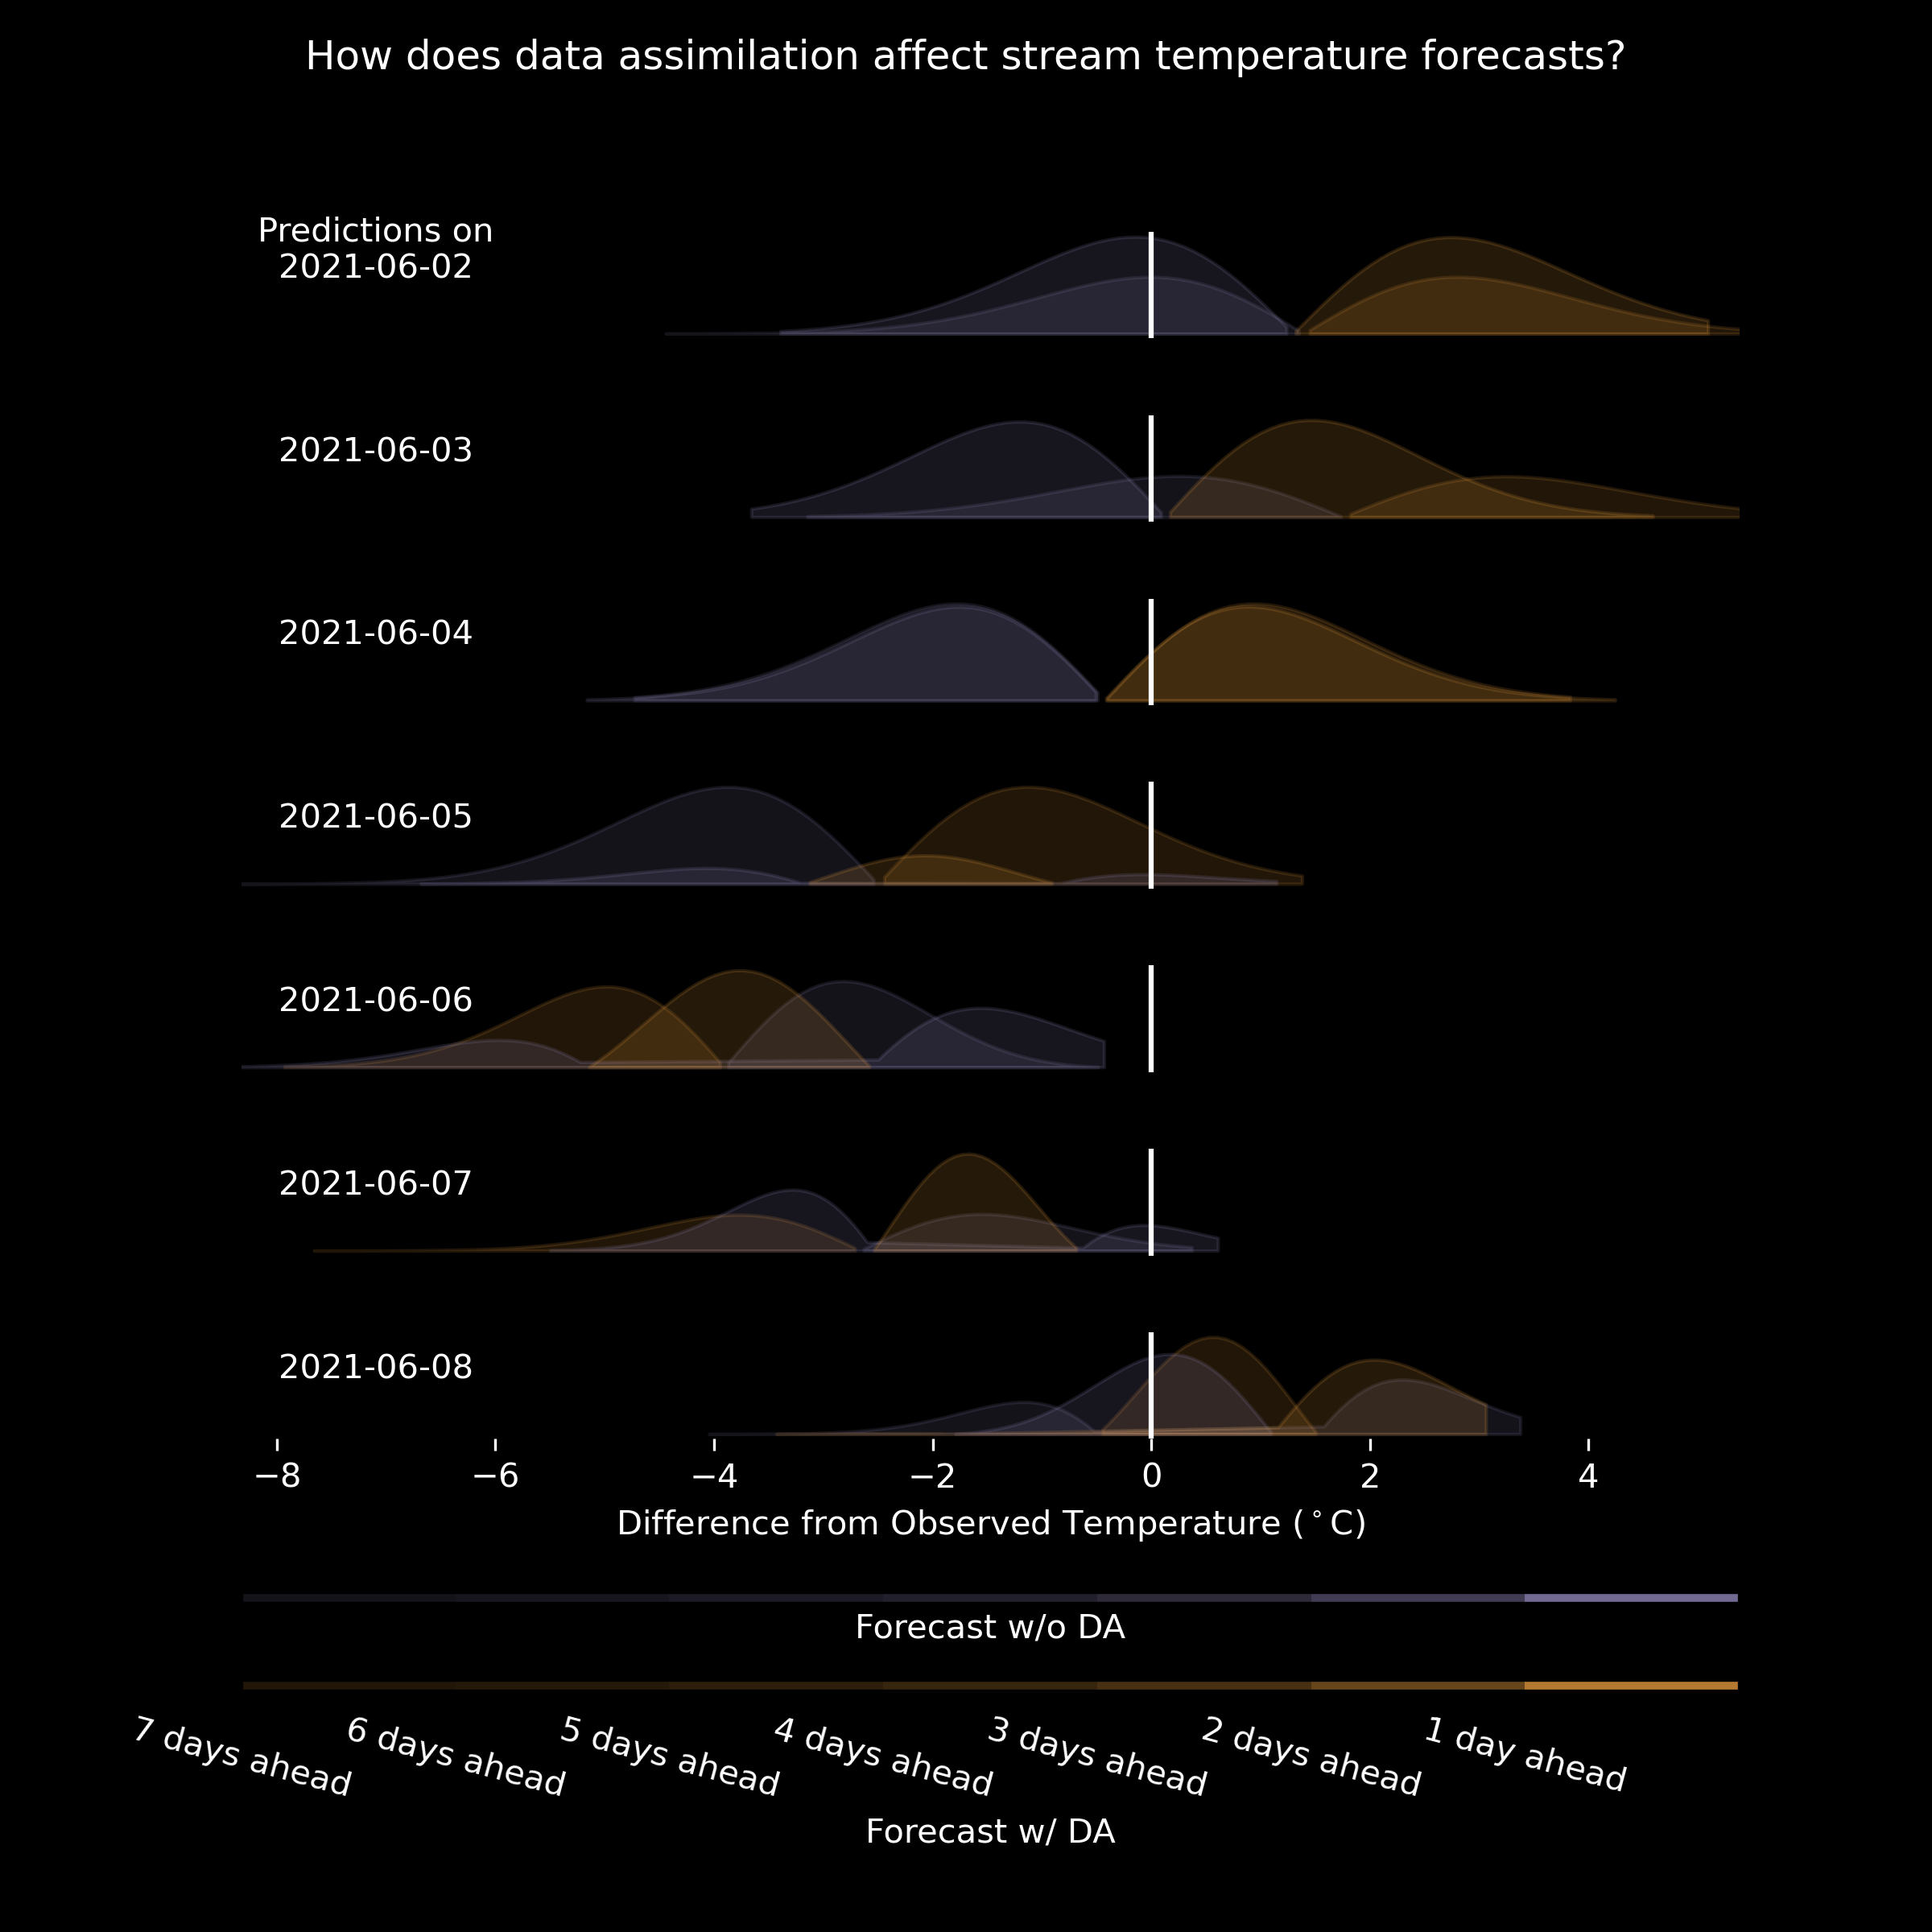 How does data assimilation affect stream temperature forecasts?
Predictions on
2021-06-02
2021-06-03
2021-06-04
2021-06-05
2021-06-06
2021-06-07
2021-06-08
−8 −6 −4 −2 0 2 4
Difference from Observed Temperature (°C)
Forecast w/o DA
7 days ahead 6 days ahead 5 days ahead 4 days ahead 3 days ahead 2 days ahead 1 day ahead
Forecast w/ DA